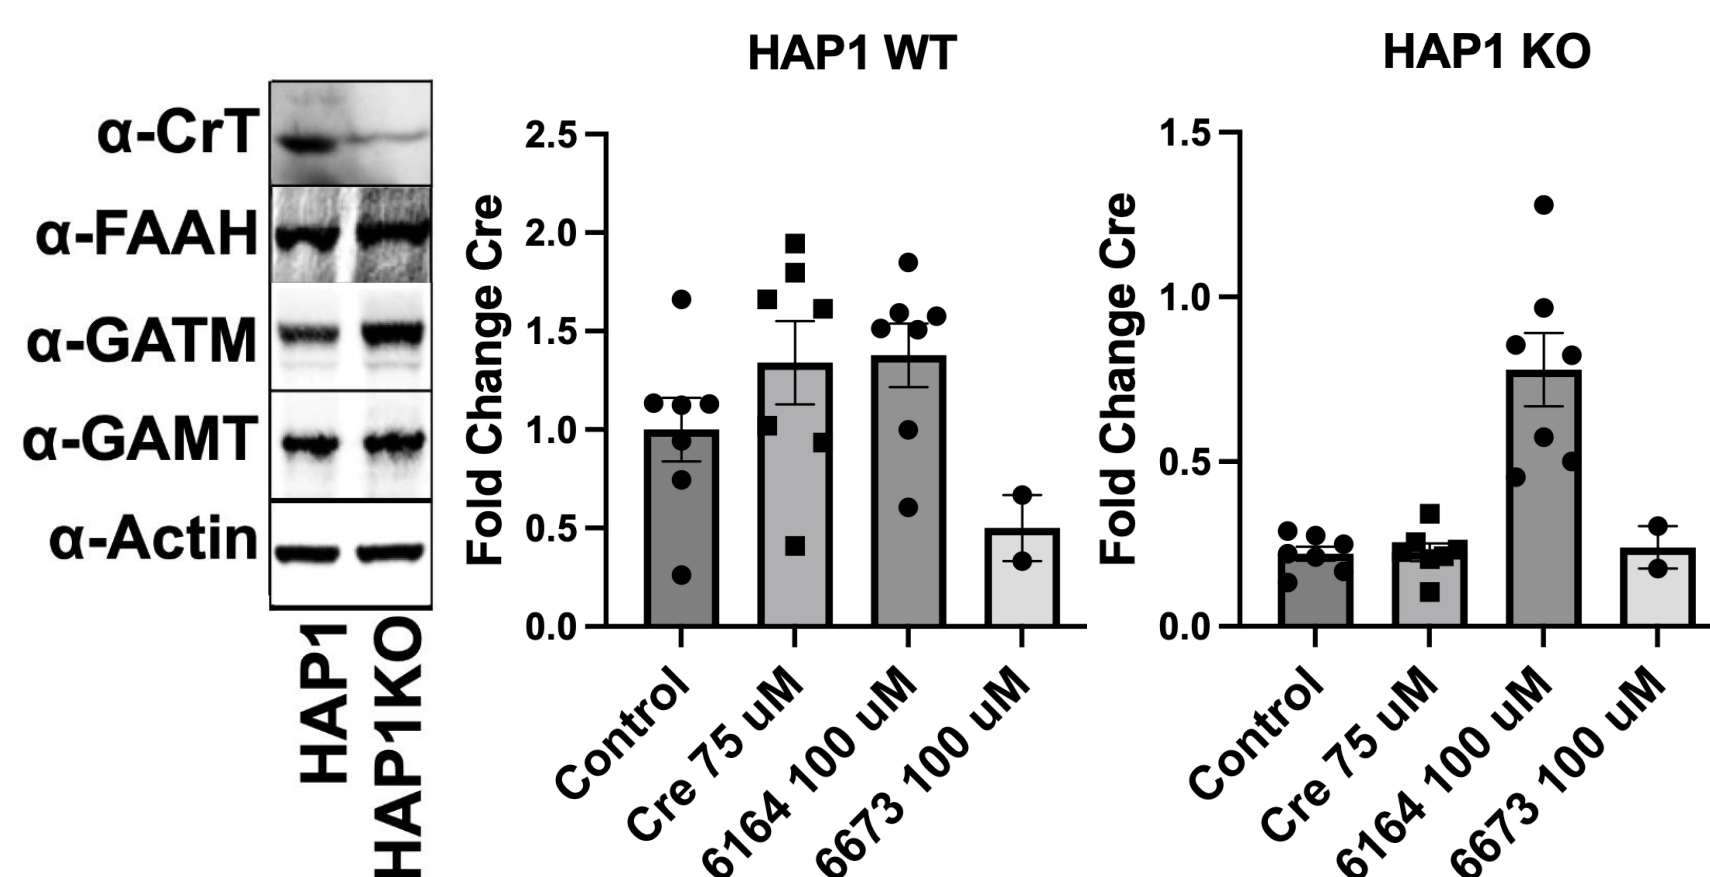 α-CrT
α-FAAH
α-GATM
α-GAMT
α-Actin
HAP1
HAP1KO
HAP1 WT
Fold Change Cre
2.5
2.0
1.5
1.0
0.5
0.0
Control
Cre 75 uM
6164 100 uM
6673 100 uM
HAP1 KO
Fold Change Cre
1.5
1.0
0.5
0.0
Control
Cre 75 uM
6164 100 uM
6673 100 uM